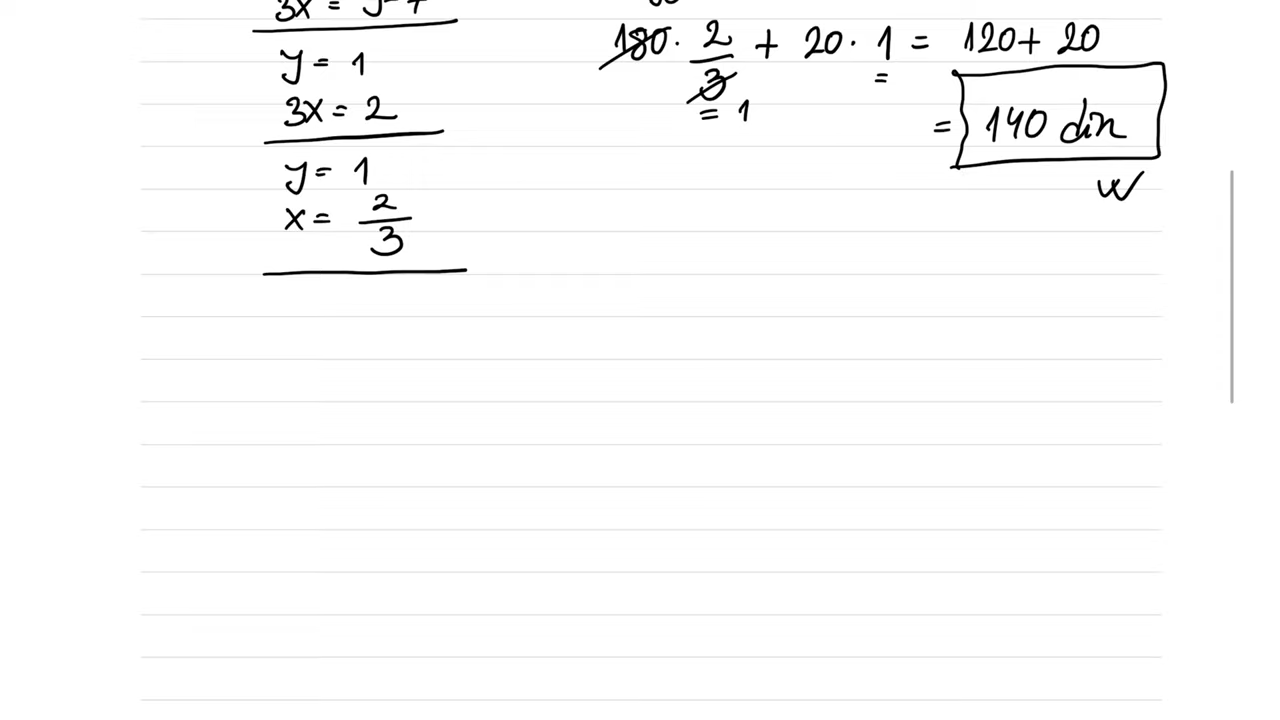 y = 1
3x = 2
y = 1
x = 2/3
180 · 2/3 + 20 · 1 = 120 + 20
= 1 =
= 140 din